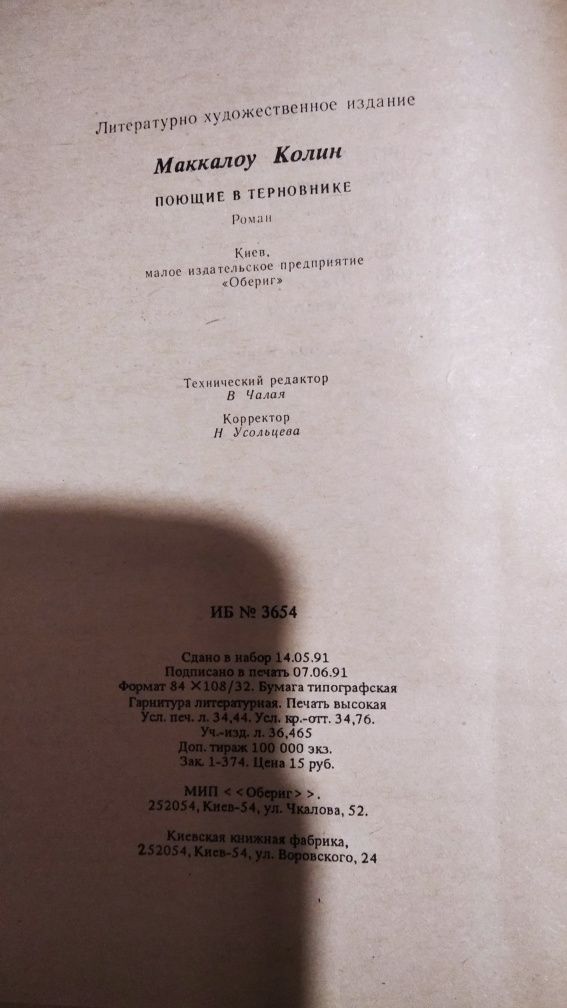 Литературно художественное издание
Маккалоу Колин
ПОЮЩИЕ В ТЕРНОВНИКЕ
Роман
Киев,
малое издательское предприятие
«Обериг»
Технический редактор
В Чалая
Корректор
Н Усольцева
ИБ № 3654
Сдано в набор 14.05.91
Подписано в печать 07.06.91
Формат 84 ×108/32. Бумага типографская
Гарнитура литературная. Печать высокая
Усл. печ. л. 34,44. Усл. кр.-отт. 34,76.
Уч.-изд. л. 36,465
Доп. тираж 100 000 экз.
Зак. 1-374. Цена 15 руб.
МИП < < Обериг > >.
252054, Киев-54, ул. Чкалова, 52.
Киевская книжная фабрика,
252054, Киев-54, ул. Воровского, 24